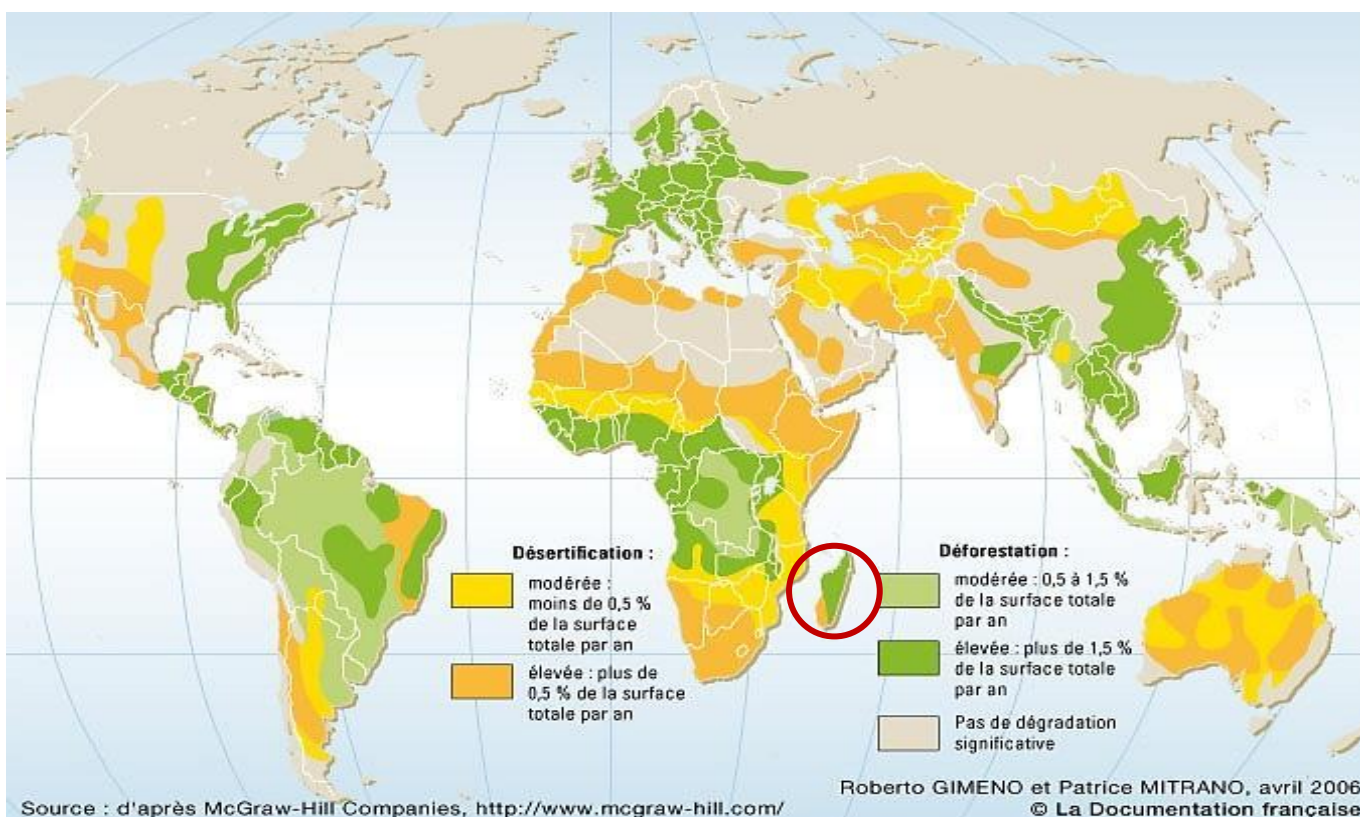 Désertification :
modérée :
moins de 0,5 %
de la surface
totale par an
élevée : plus de
0,5 % de la surface
totale par an
Déforestation :
modérée : 0,5 à 1,5 %
de la surface totale
par an
élevée : plus de 1,5 %
de la surface totale
par an
Pas de dégradation
significative
Roberto GIMENO et Patrice MITRANO, avril 2006
Source : d'après McGraw-Hill Companies, http://www.mcgraw-hill.com/
© La Documentation française